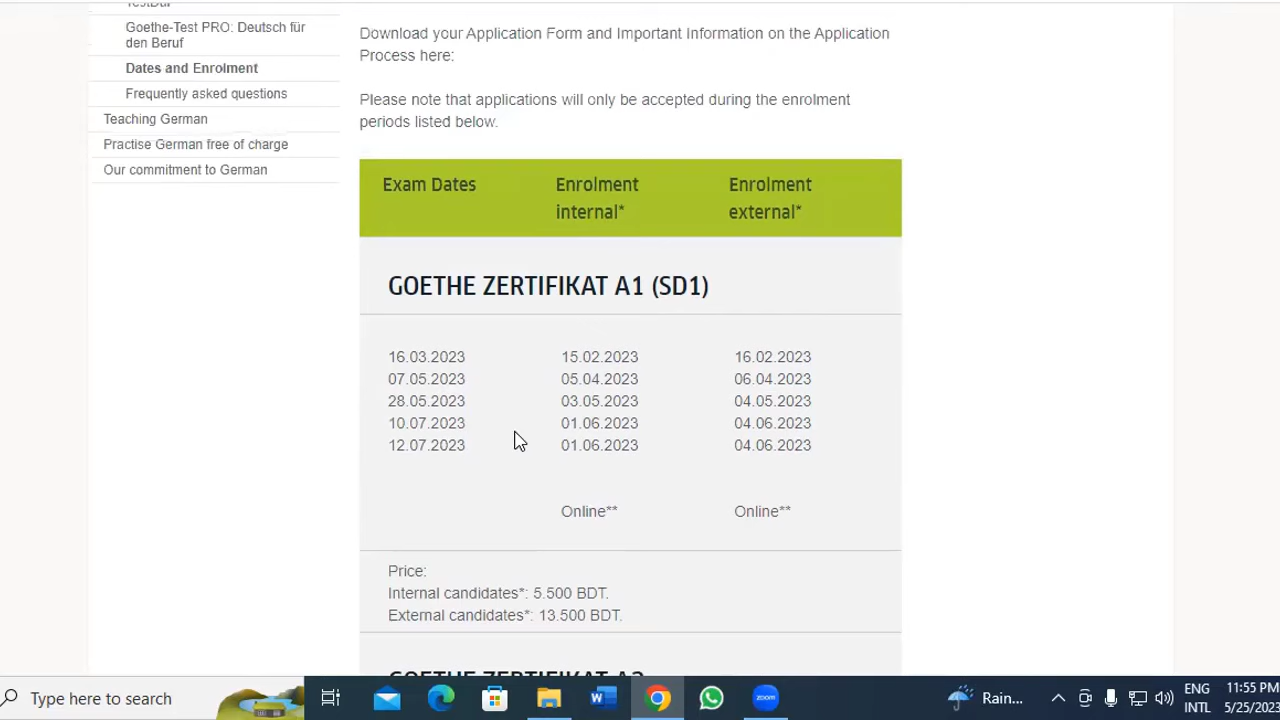 Goethe-Test PRO: Deutsch für
den Beruf
Dates and Enrolment
Frequently asked questions
Teaching German
Practise German free of charge
Our commitment to German
Download your Application Form and Important Information on the Application
Process here:
Please note that applications will only be accepted during the enrolment
periods listed below.
Exam Dates Enrolment internal* Enrolment external*
GOETHE ZERTIFIKAT A1 (SD1)
16.03.2023 15.02.2023 16.02.2023
07.05.2023 05.04.2023 06.04.2023
28.05.2023 03.05.2023 04.05.2023
10.07.2023 01.06.2023 04.06.2023
12.07.2023 01.06.2023 04.06.2023
Online** Online**
Price:
Internal candidates*: 5.500 BDT.
External candidates*: 13.500 BDT.
GOETHE ZERTIFIKAT A2
Type here to search
W
zoom
Rain...
ENG 11:55 PM
INTL 5/25/2023